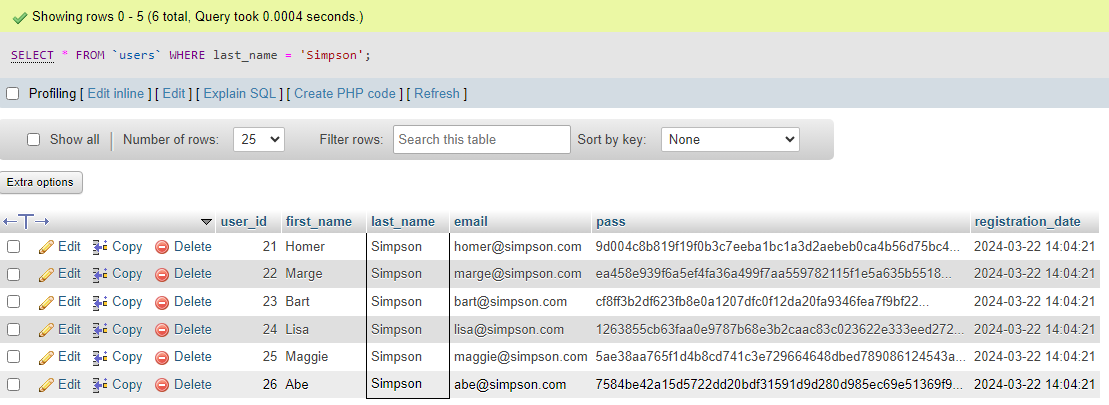 Showing rows 0 - 5 (6 total, Query took 0.0004 seconds.)
SELECT * FROM `users` WHERE last_name = 'Simpson';
Profiling [ Edit inline ] [ Edit ] [ Explain SQL ] [ Create PHP code ] [ Refresh ]
Show all Number of rows: 25 Filter rows: Search this table Sort by key: None
Extra options
user_id first_name last_name email pass registration_date
Edit Copy Delete 21 Homer Simpson homer@simpson.com 9d004c8b819f19f0b3c7eeba1bc1a3d2aebeb0ca4b56d75bc4... 2024-03-22 14:04:21
Edit Copy Delete 22 Marge Simpson marge@simpson.com ea458e939f6a5ef4fa36a499f7aa559782115f1e5a635b5518... 2024-03-22 14:04:21
Edit Copy Delete 23 Bart Simpson bart@simpson.com cf8ff3b2df623fb8e0a1207dfc0f12da20fa9346fea7f9bf22... 2024-03-22 14:04:21
Edit Copy Delete 24 Lisa Simpson lisa@simpson.com 1263855cb63faa0e9787b68e3b2caac83c023622e333eed272... 2024-03-22 14:04:21
Edit Copy Delete 25 Maggie Simpson maggie@simpson.com 5ae38aa765f1d4b8cd741c3e729664648dbed789086124543a... 2024-03-22 14:04:21
Edit Copy Delete 26 Abe Simpson abe@simpson.com 7584be42a15d5722dd20bdf31591d9d280d985ec69e51369f9... 2024-03-22 14:04:21